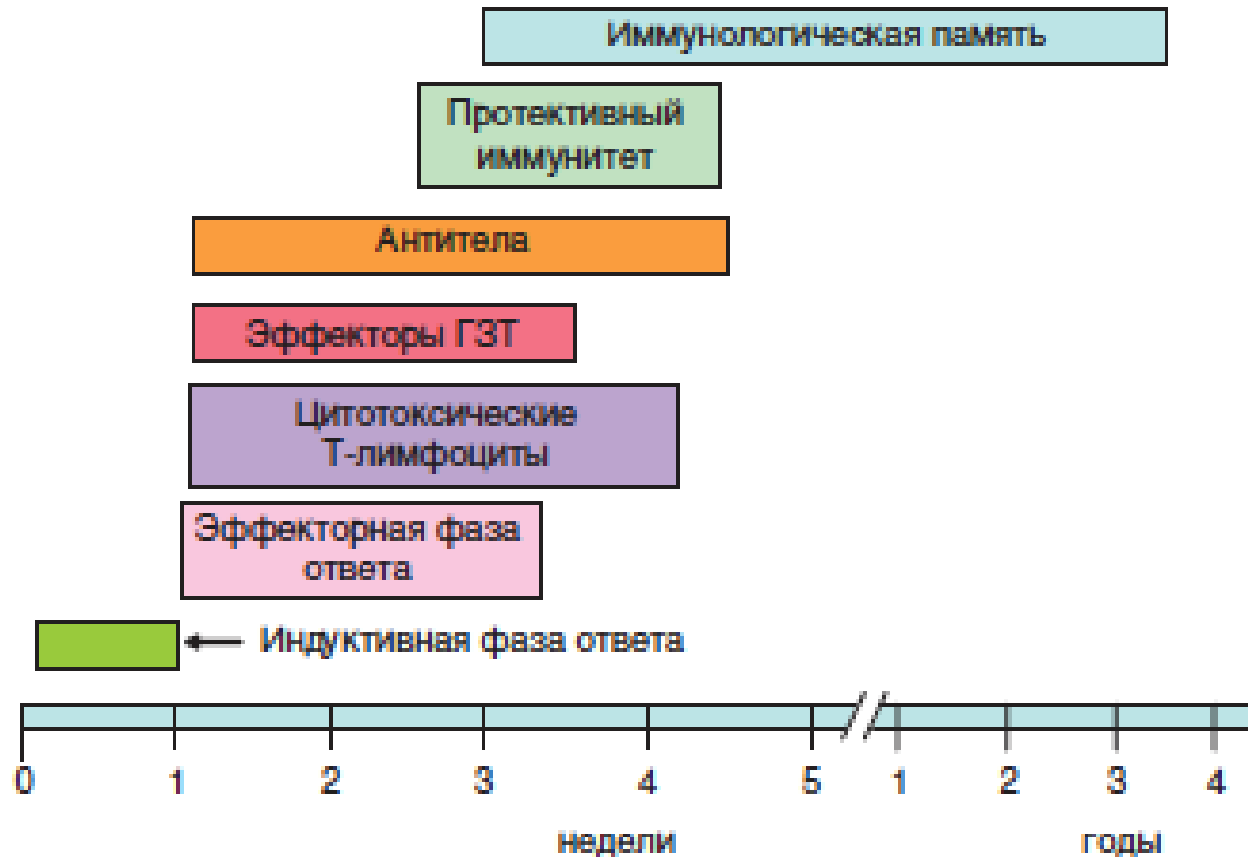 Иммунологическая память
Протективный
иммунитет
Антитела
Эффекторы ГЗТ
Цитотоксические
Т-лимфоциты
Эффекторная фаза
ответа
Индуктивная фаза ответа
0 1 2 3 4 5 1 2 3 4
недели годы